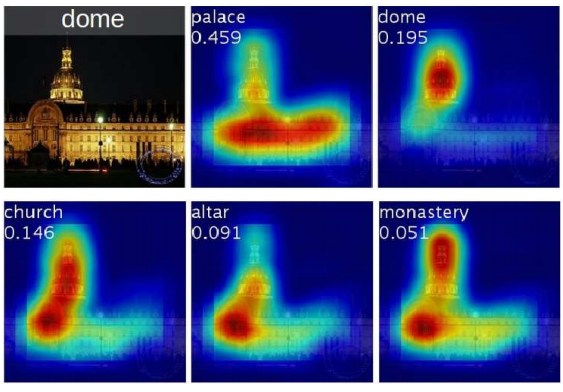 dome
palace
0.459
dome
0.195
church
0.146
altar
0.091
monastery
0.051